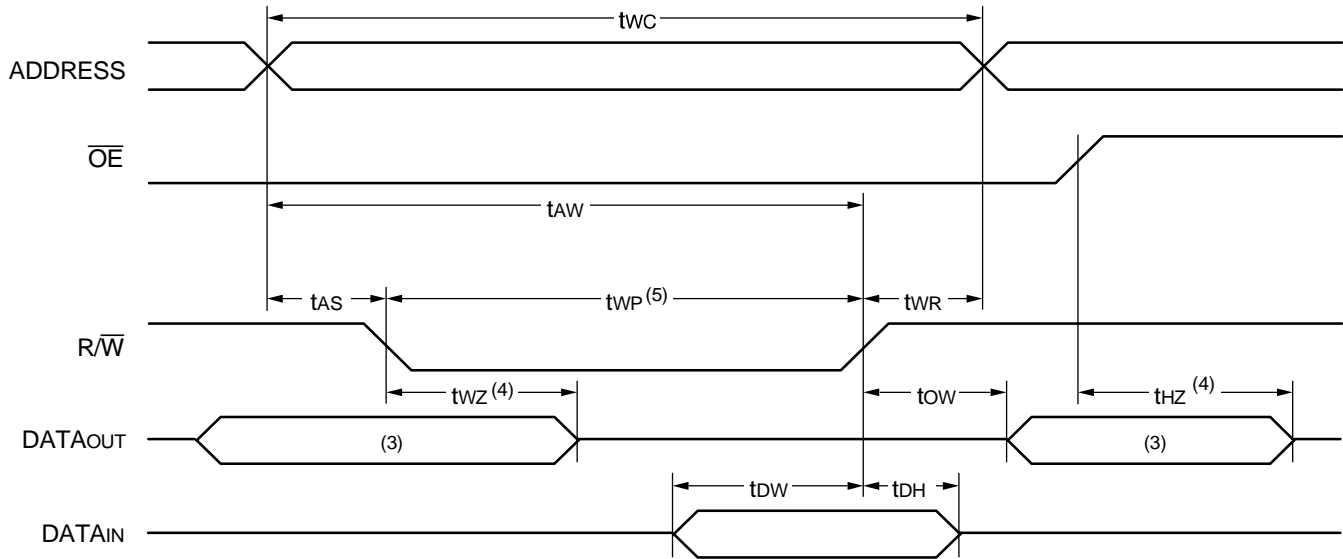 tWC
ADDRESS
OE
tAW
tAS
tWP (5)
tWR
R/W
tWZ (4)
tOW
tHZ (4)
DATAOUT
(3)
(3)
tDW
tDH
DATAIN